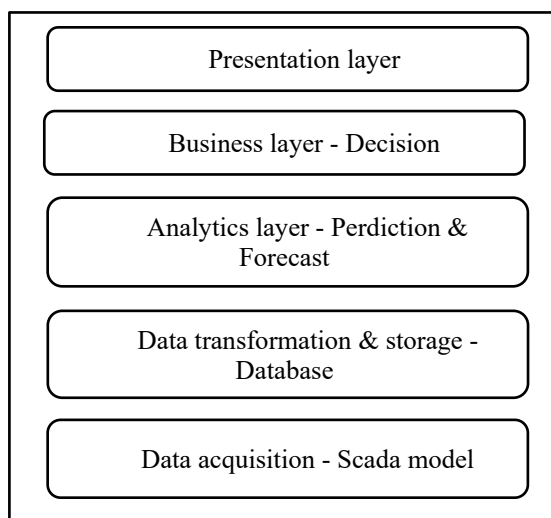 Presentation layer
Business layer - Decision
Analytics layer - Perdiction &
Forecast
Data transformation & storage -
Database
Data acquisition - Scada model